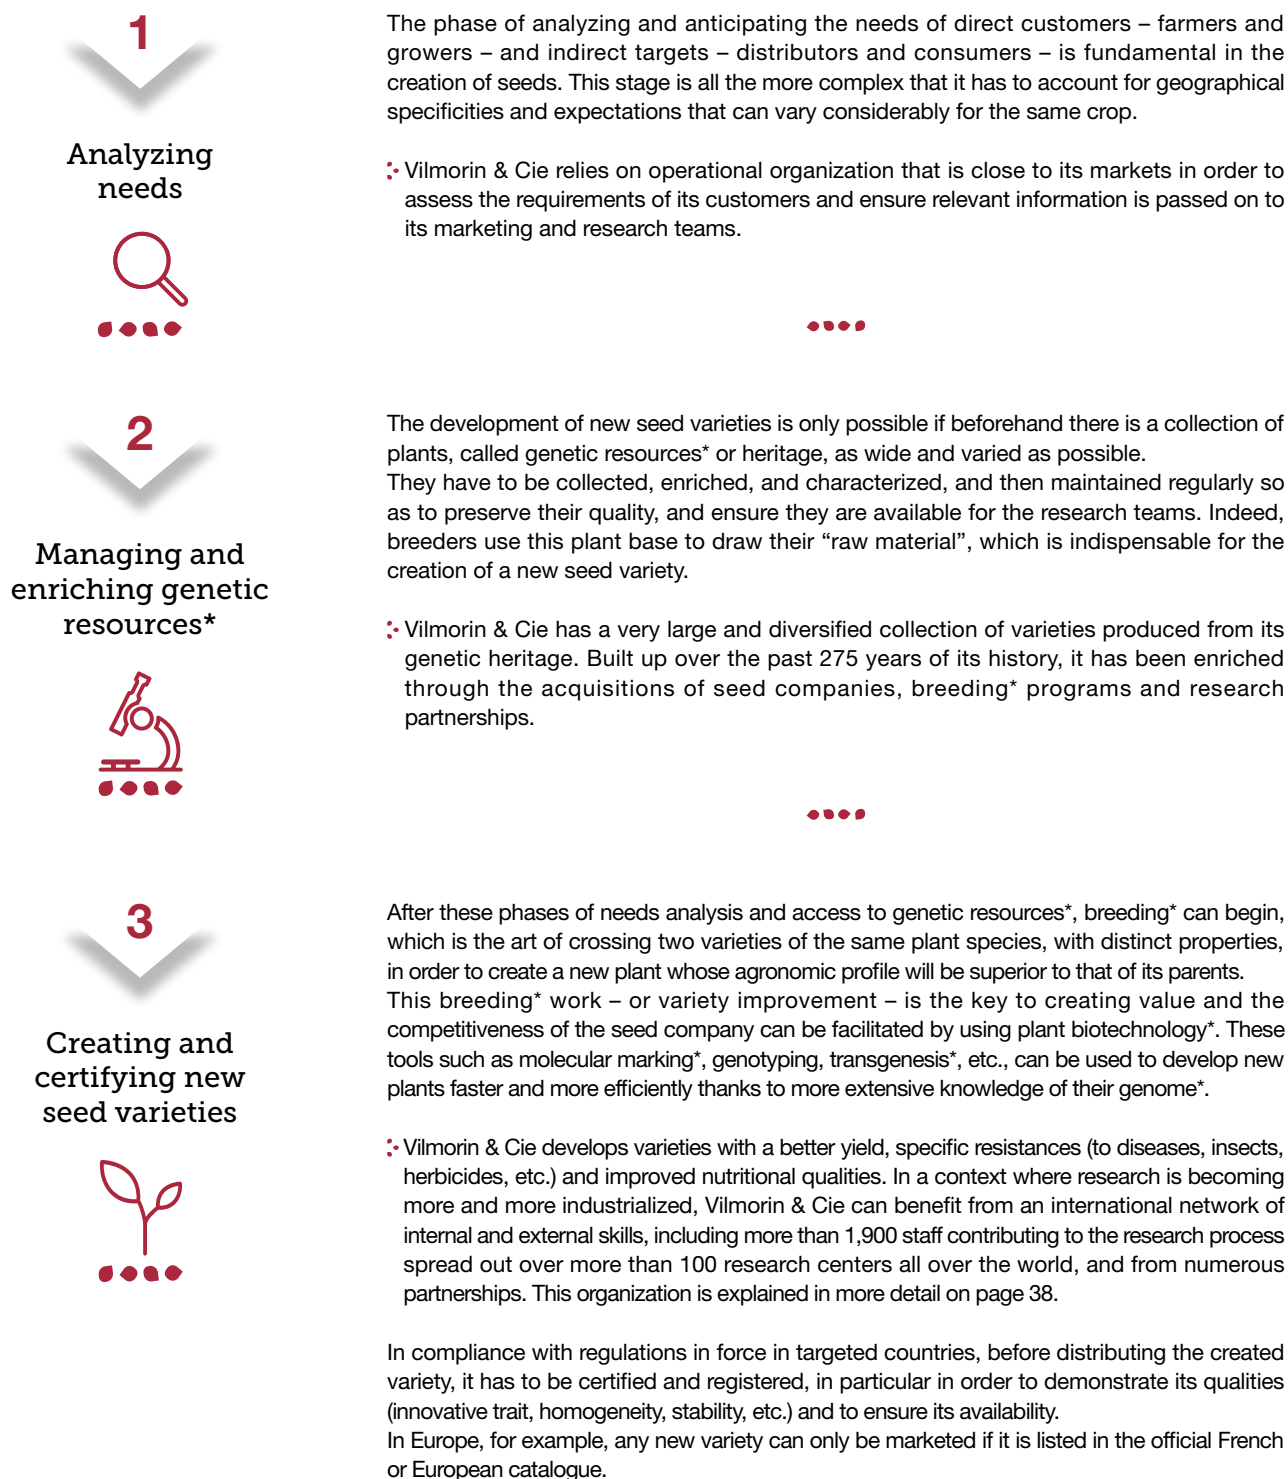 1
Analyzing
needs
The phase of analyzing and anticipating the needs of direct customers – farmers and
growers – and indirect targets – distributors and consumers – is fundamental in the
creation of seeds. This stage is all the more complex that it has to account for geographical
specificities and expectations that can vary considerably for the same crop.
Vilmorin & Cie relies on operational organization that is close to its markets in order to
assess the requirements of its customers and ensure relevant information is passed on to
its marketing and research teams.
2
Managing and
enriching genetic
resources*
The development of new seed varieties is only possible if beforehand there is a collection of
plants, called genetic resources* or heritage, as wide and varied as possible.
They have to be collected, enriched, and characterized, and then maintained regularly so
as to preserve their quality, and ensure they are available for the research teams. Indeed,
breeders use this plant base to draw their “raw material”, which is indispensable for the
creation of a new seed variety.
Vilmorin & Cie has a very large and diversified collection of varieties produced from its
genetic heritage. Built up over the past 275 years of its history, it has been enriched
through the acquisitions of seed companies, breeding* programs and research
partnerships.
3
Creating and
certifying new
seed varieties
After these phases of needs analysis and access to genetic resources*, breeding* can begin,
which is the art of crossing two varieties of the same plant species, with distinct properties,
in order to create a new plant whose agronomic profile will be superior to that of its parents.
This breeding* work – or variety improvement – is the key to creating value and the
competitiveness of the seed company can be facilitated by using plant biotechnology*. These
tools such as molecular marking*, genotyping, transgenesis*, etc., can be used to develop new
plants faster and more efficiently thanks to more extensive knowledge of their genome*.
Vilmorin & Cie develops varieties with a better yield, specific resistances (to diseases, insects,
herbicides, etc.) and improved nutritional qualities. In a context where research is becoming
more and more industrialized, Vilmorin & Cie can benefit from an international network of
internal and external skills, including more than 1,900 staff contributing to the research process
spread out over more than 100 research centers all over the world, and from numerous
partnerships. This organization is explained in more detail on page 38.
In compliance with regulations in force in targeted countries, before distributing the created
variety, it has to be certified and registered, in particular in order to demonstrate its qualities
(innovative trait, homogeneity, stability, etc.) and to ensure its availability.
In Europe, for example, any new variety can only be marketed if it is listed in the official French
or European catalogue.